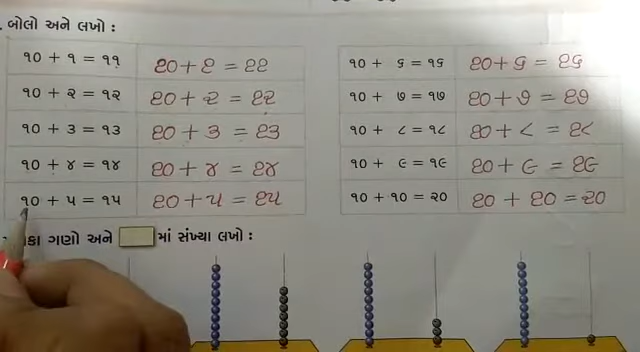 બોલો અને લખો :
૧૦ + ૧ = ૧૧ ૧૦ + ૧ = ૧૧
૧૦ + ૨ = ૧૨ ૧૦ + ૨ = ૧૨
૧૦ + ૩ = ૧૩ ૧૦ + ૩ = ૧૩
૧૦ + ૪ = ૧૪ ૧૦ + ૪ = ૧૪
૧૦ + ૫ = ૧૫ ૧૦ + ૫ = ૧૫
૧૦ + ૬ = ૧૬ ૧૦ + ૬ = ૧૬
૧૦ + ૭ = ૧૭ ૧૦ + ૭ = ૧૭
૧૦ + ૮ = ૧૮ ૧૦ + ૮ = ૧૮
૧૦ + ૯ = ૧૯ ૧૦ + ૯ = ૧૯
૧૦ + ૧૦ = ૨૦ ૧૦ + ૧૦ = ૨૦
ગણો અને માં સંખ્યા લખો :